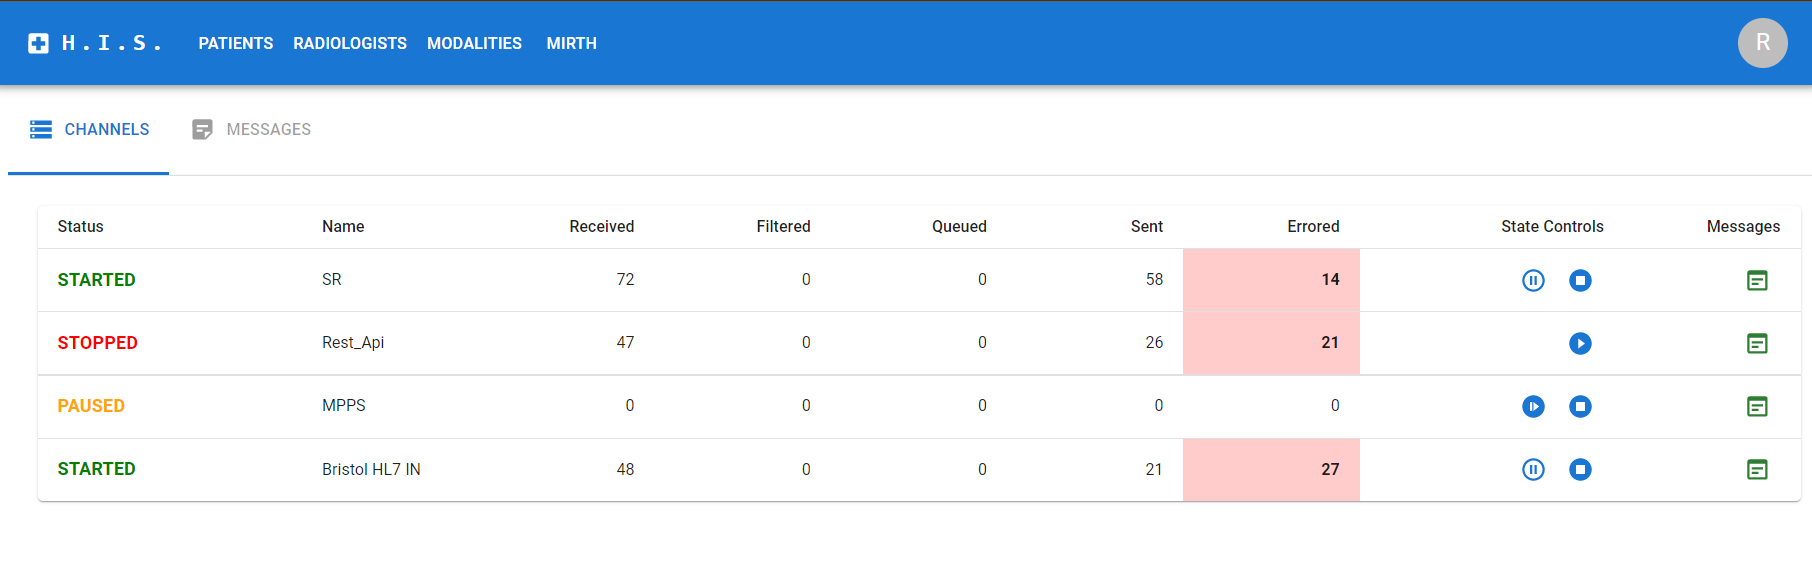 H.I.S. PATIENTS RADIOLOGISTS MODALITIES MIRTH R
CHANNELS MESSAGES
Status Name Received Filtered Queued Sent Errored State Controls Messages
STARTED SR 72 0 0 58 14
STOPPED Rest_Api 47 0 0 26 21
PAUSED MPPS 0 0 0 0 0
STARTED Bristol HL7 IN 48 0 0 21 27